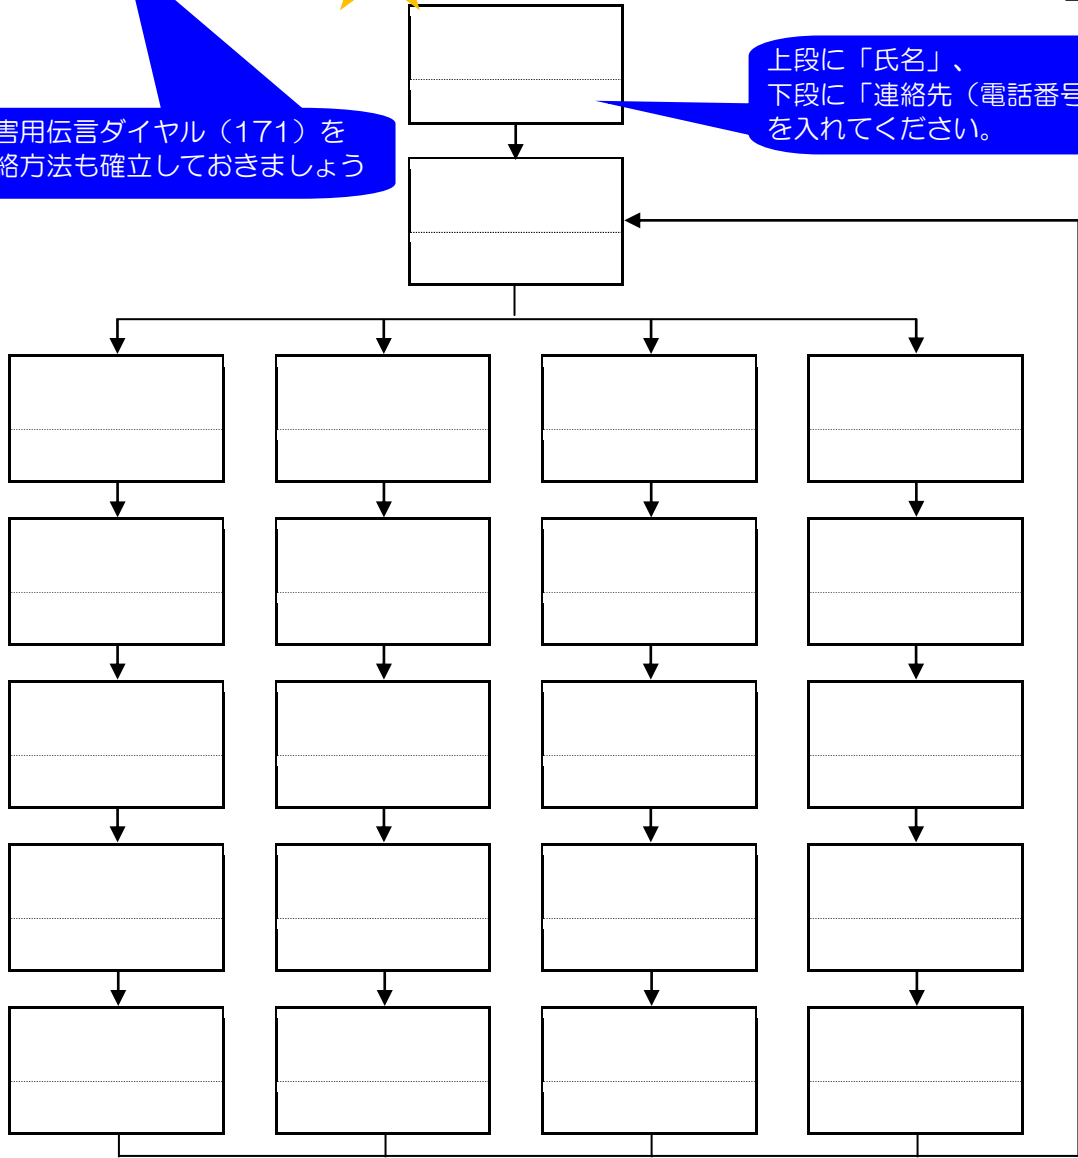 上段に「氏名」、
下段に「連絡先（電話番号
を入れてください。
害用伝言ダイヤル（171）を
絡方法も確立しておきましょう